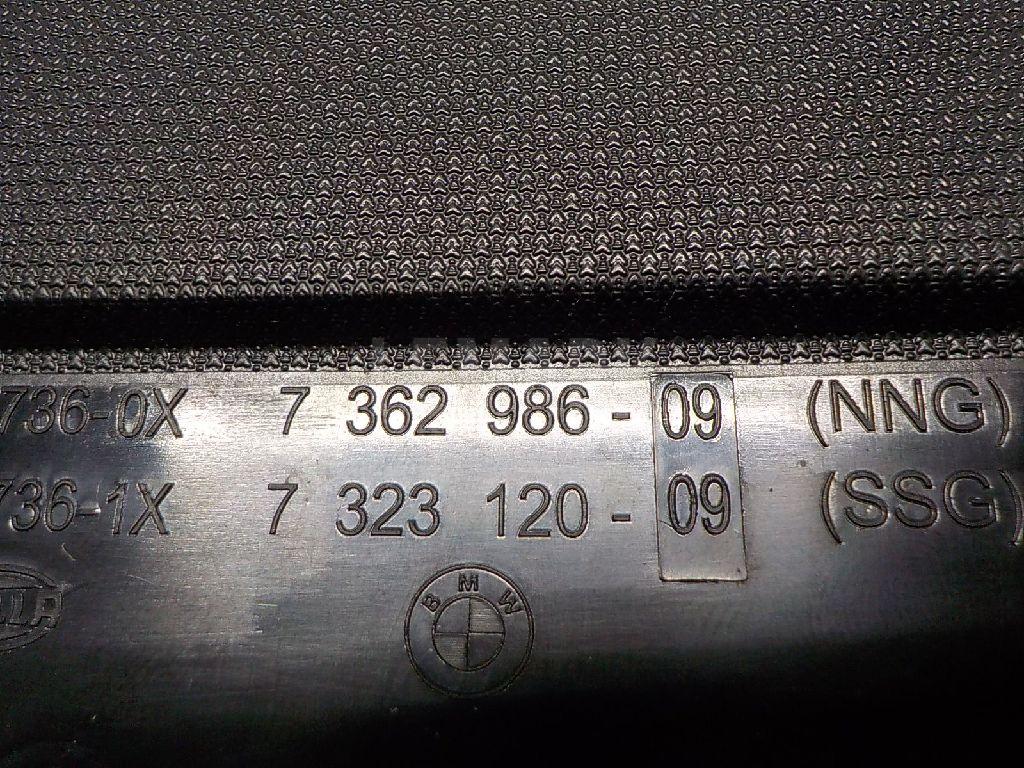 736-0X 7 362 986-09 (NNG)
736-1X 7 323 120-09 (SSG)
BMW